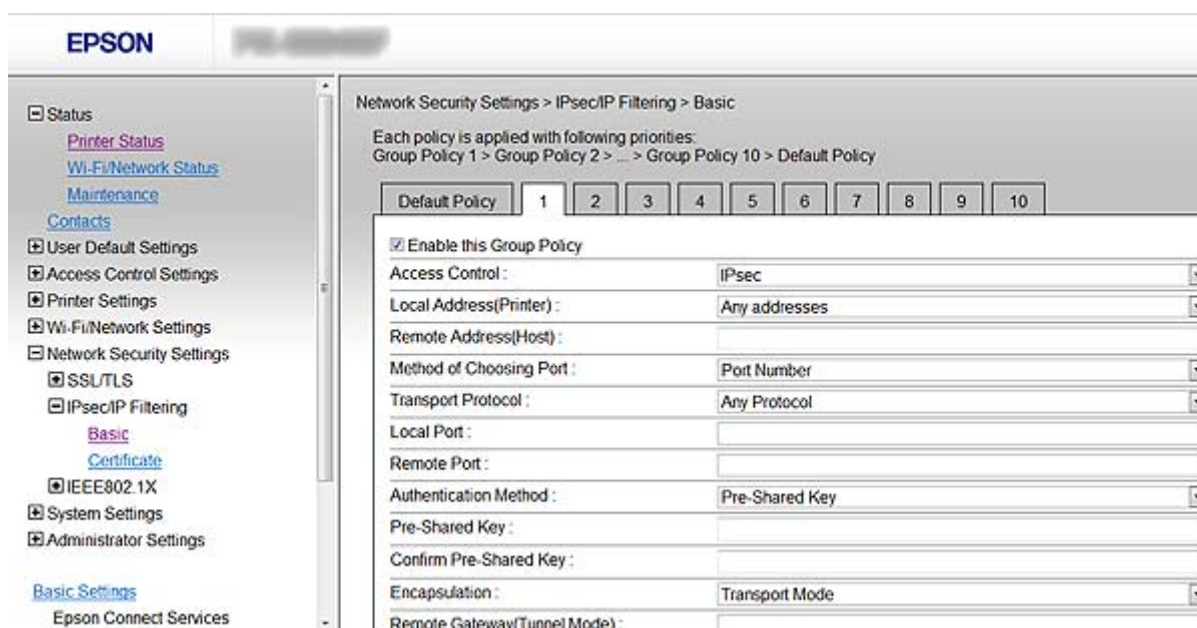 EPSON
Status
Printer Status
Wi-Fi/Network Status
Maintenance
Contacts
User Default Settings
Access Control Settings
Printer Settings
Wi-Fi/Network Settings
Network Security Settings
SSL/TLS
IPsec/IP Filtering
Basic
Certificate
IEEE802.1X
System Settings
Administrator Settings
Basic Settings
Epson Connect Services
Network Security Settings > IPsec/IP Filtering > Basic
Each policy is applied with following priorities:
Group Policy 1 > Group Policy 2 > ... > Group Policy 10 > Default Policy
Default Policy 1 2 3 4 5 6 7 8 9 10
Enable this Group Policy
Access Control : IPsec
Local Address(Printer) : Any addresses
Remote Address(Host) :
Method of Choosing Port : Port Number
Transport Protocol : Any Protocol
Local Port :
Remote Port :
Authentication Method : Pre-Shared Key
Pre-Shared Key :
Confirm Pre-Shared Key :
Encapsulation : Transport Mode
Remote Gateway(Tunnel Mode) :